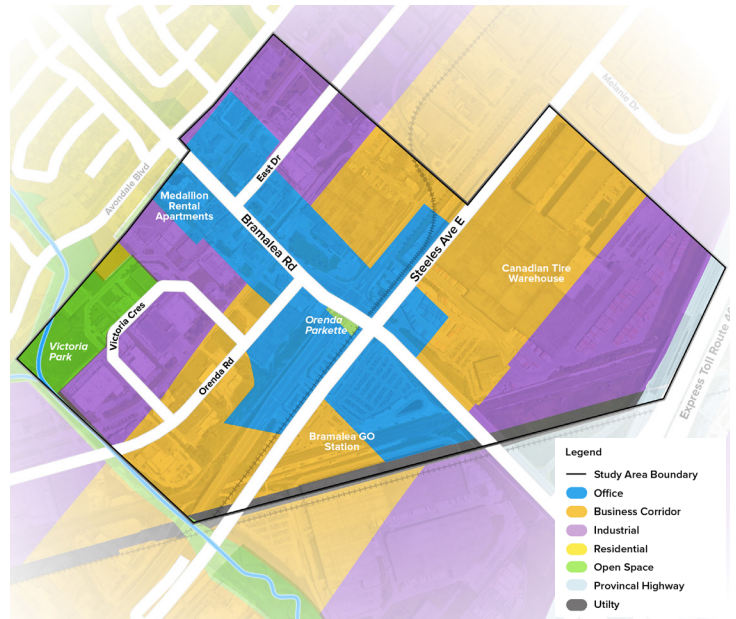 Melanie Dr
Avondale Blvd
East Dr
Medallion
Rental
Apartments
Bramalea Rd
Steeles Ave E
Canadian Tire
Warehouse
Victoria Cres
Orenda
Parkette
Victoria
Park
Orenda Rd
Express Toll Route 40
Bramalea GO
Station
Legend
Study Area Boundary
Office
Business Corridor
Industrial
Residential
Open Space
Provincal Highway
Utilty